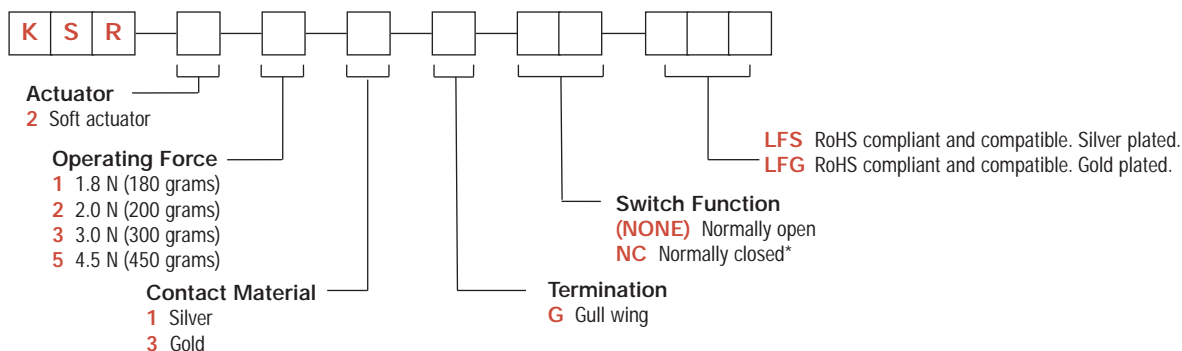 K S R
Actuator
2 Soft actuator
LFS RoHS compliant and compatible. Silver plated.
LFG RoHS compliant and compatible. Gold plated.
Operating Force
1 1.8 N (180 grams)
2 2.0 N (200 grams)
3 3.0 N (300 grams)
5 4.5 N (450 grams)
Switch Function
(NONE) Normally open
NC Normally closed*
Contact Material
1 Silver
3 Gold
Termination
G Gull wing